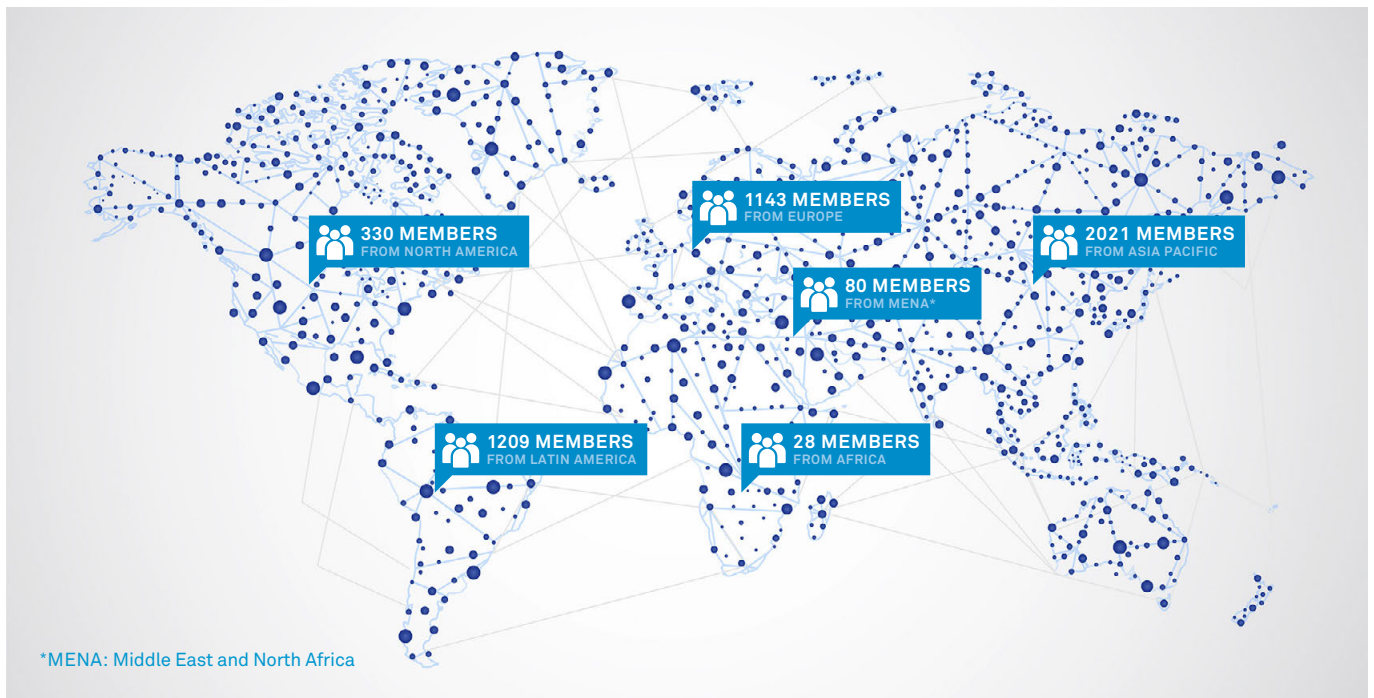 1143 MEMBERS
FROM EUROPE
330 MEMBERS
FROM NORTH AMERICA
2021 MEMBERS
FROM ASIA PACIFIC
80 MEMBERS
FROM MENA*
1209 MEMBERS
FROM LATIN AMERICA
28 MEMBERS
FROM AFRICA
*MENA: Middle East and North Africa